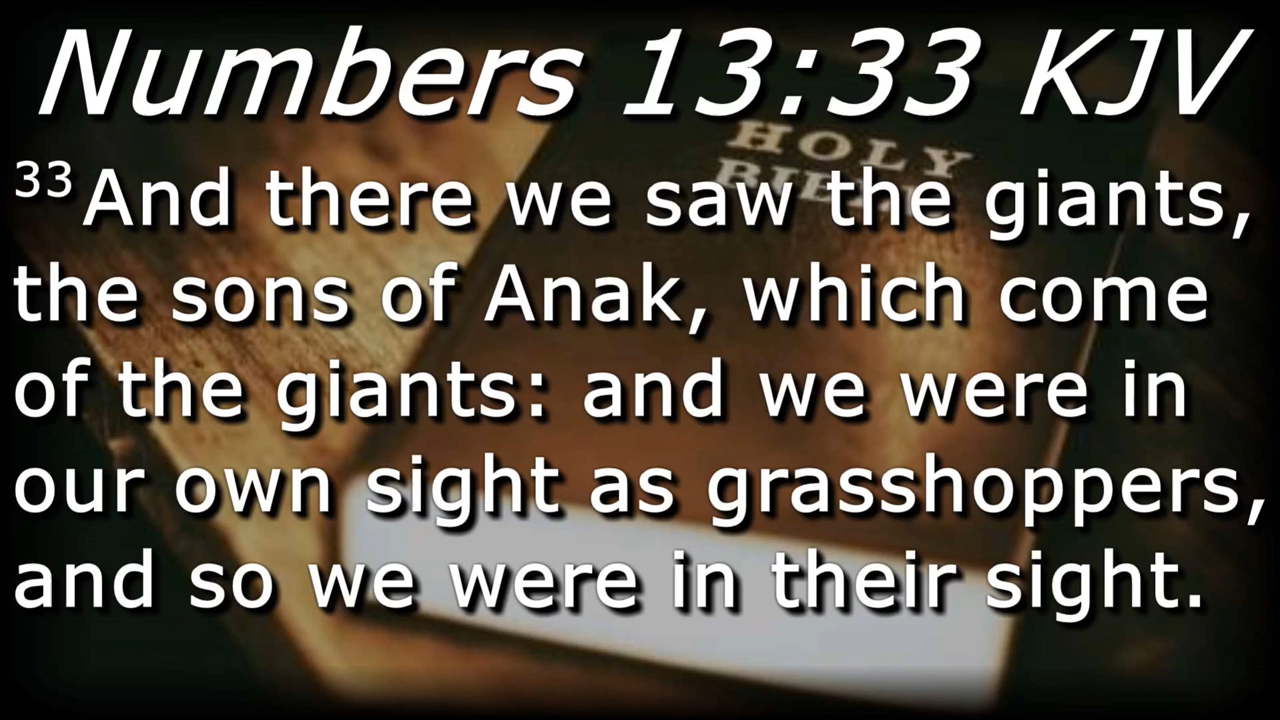 Numbers 13:33 KJV
HOLY
BIBLE
33And there we saw the giants,
the sons of Anak, which come
of the giants: and we were in
our own sight as grasshoppers,
and so we were in their sight.